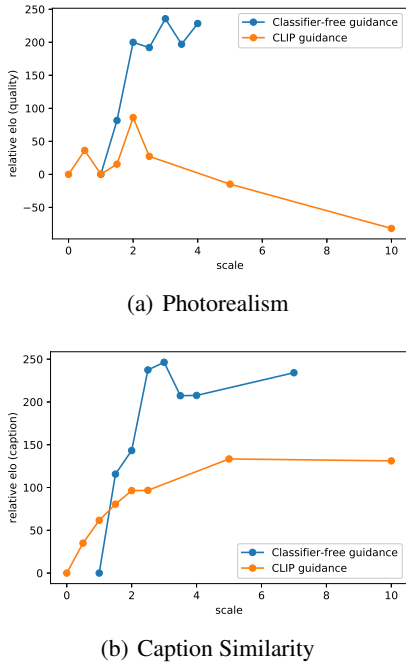 250
200
150
100
50
0
−50
relative elo (quality)
Classifier-free guidance
CLIP guidance
0 2 4 6 8 10
scale
(a) Photorealism
250
200
150
100
50
0
relative elo (caption)
Classifier-free guidance
CLIP guidance
0 2 4 6 8 10
scale
(b) Caption Similarity